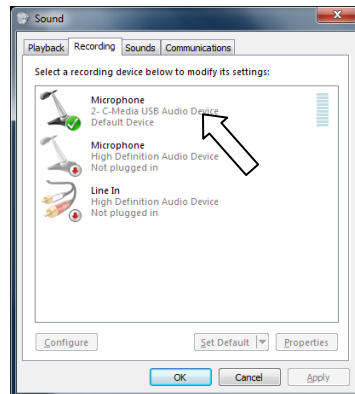 Sound
Playback Recording Sounds Communications
Select a recording device below to modify its settings:
Microphone
2- C-Media USB Audio Device
Default Device
Microphone
High Definition Audio Device
Not plugged in
Line In
High Definition Audio Device
Not plugged in
Configure Set Default Properties
OK Cancel Apply